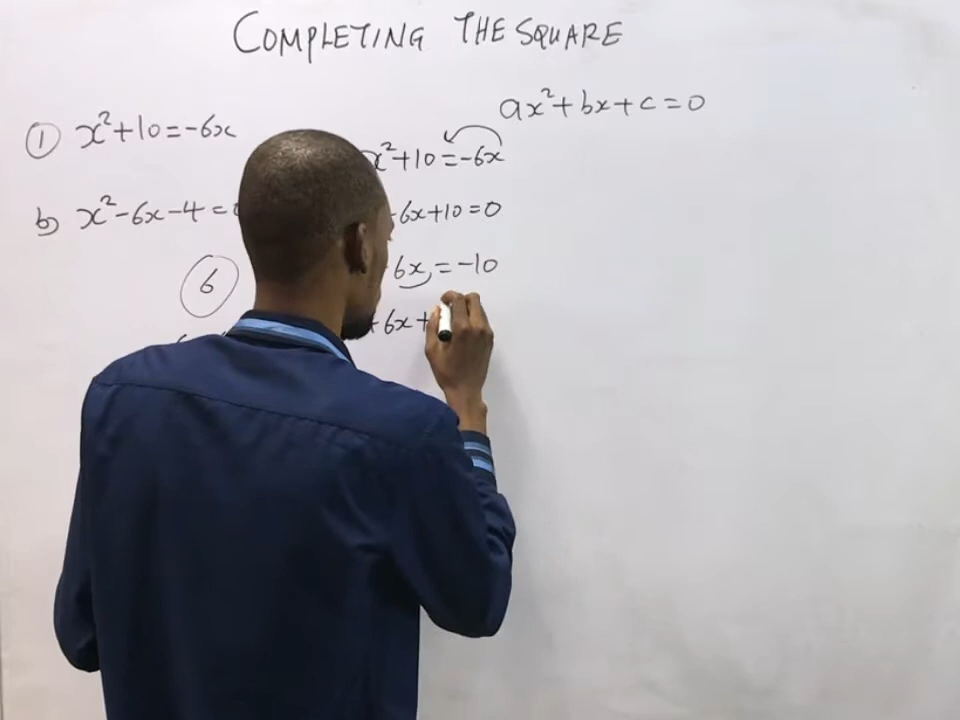 COMPLETING THE SQUARE
ax²+bx+c=0
① x²+10=-6x
x²+10=-6x
b) x²-6x-4=
6x+10=0
6x=-10
6
+6x+